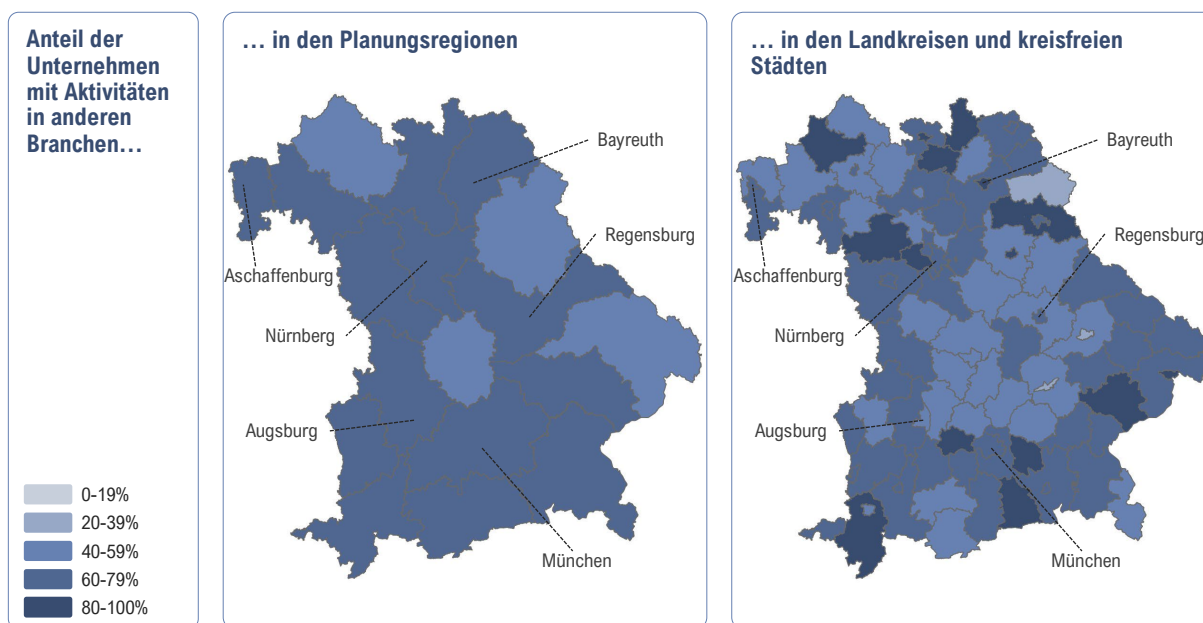 Anteil der
Unternehmen
mit Aktivitäten
in anderen
Branchen…
0-19%
20-39%
40-59%
60-79%
80-100%
… in den Planungsregionen
Bayreuth
Regensburg
Aschaffenburg
Nürnberg
Augsburg
München
… in den Landkreisen und kreisfreien
Städten
Bayreuth
Regensburg
Aschaffenburg
Nürnberg
Augsburg
München